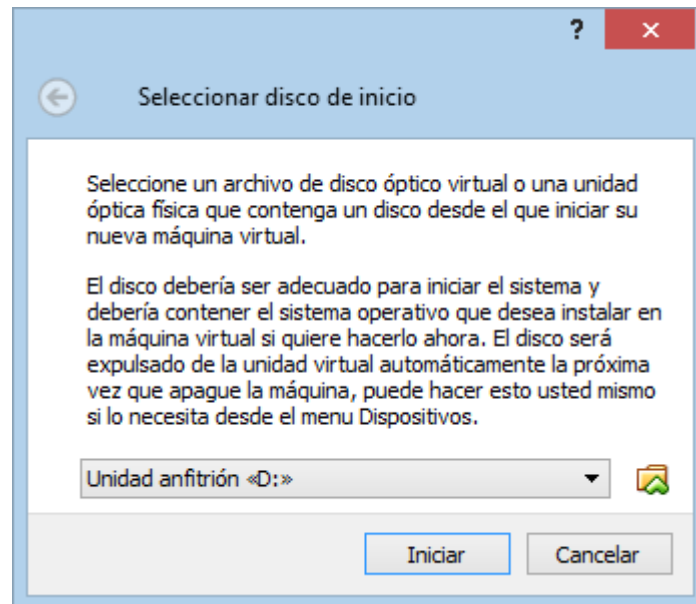 ?
Seleccionar disco de inicio
Seleccione un archivo de disco óptico virtual o una unidad
óptica física que contenga un disco desde el que iniciar su
nueva máquina virtual.
El disco debería ser adecuado para iniciar el sistema y
debería contener el sistema operativo que desea instalar en
la máquina virtual si quiere hacerlo ahora. El disco será
expulsado de la unidad virtual automáticamente la próxima
vez que apague la máquina, puede hacer esto usted mismo
si lo necesita desde el menu Dispositivos.
Unidad anfitrión «D:»
Iniciar Cancelar